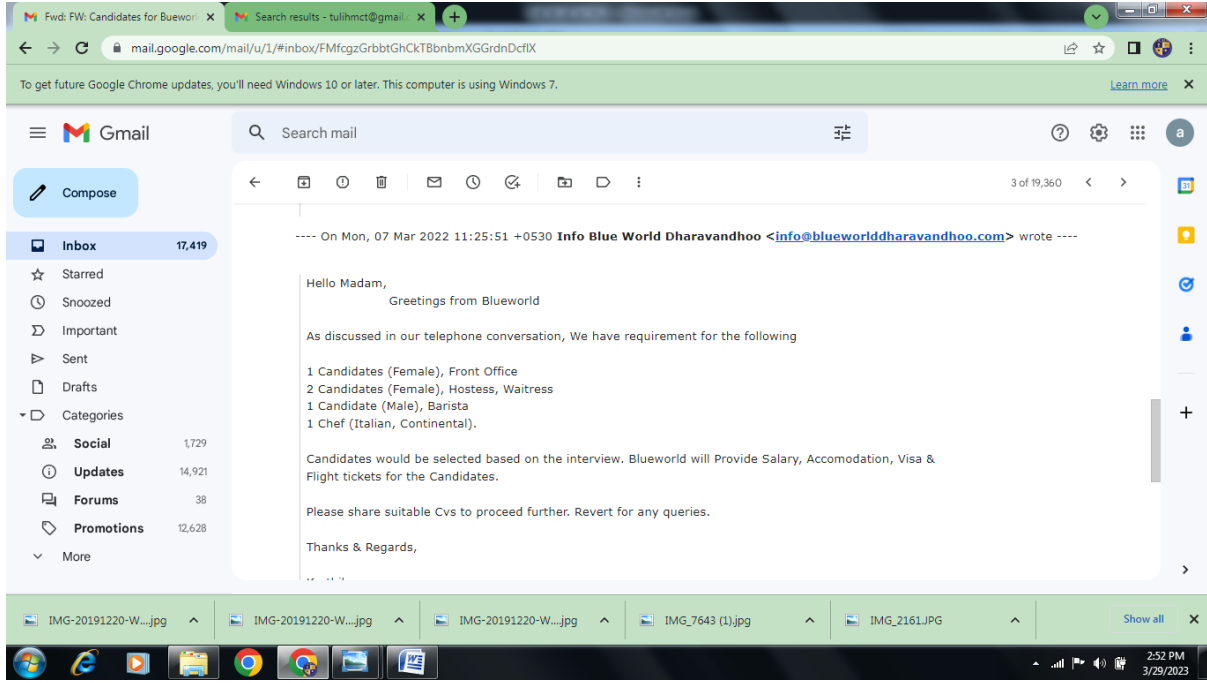 Fwd: FW: Candidates for Buewor
Search results - tulihmct@gmail.c
mail.google.com/mail/u/1/#inbox/FMfcgzGrbbtGhCkTBbnbmXGGrdnDcflX
To get future Google Chrome updates, you'll need Windows 10 or later. This computer is using Windows 7.
Learn more
Gmail
Search mail
a
Compose
3 of 19,360
31
Inbox 17,419
Starred
Snoozed
Important
Sent
Drafts
Categories
Social 1,729
Updates 14,921
Forums 38
Promotions 12,628
More
---- On Mon, 07 Mar 2022 11:25:51 +0530 Info Blue World Dharavandhoo <info@blueworlddharavandhoo.com> wrote ----
Hello Madam,
Greetings from Blueworld
As discussed in our telephone conversation, We have requirement for the following
1 Candidates (Female), Front Office
2 Candidates (Female), Hostess, Waitress
1 Candidate (Male), Barista
1 Chef (Italian, Continental).
Candidates would be selected based on the interview. Blueworld will Provide Salary, Accomodation, Visa &
Flight tickets for the Candidates.
Please share suitable Cvs to proceed further. Revert for any queries.
Thanks & Regards,
IMG-20191220-W....jpg
IMG-20191220-W....jpg
IMG-20191220-W....jpg
IMG_7643 (1).jpg
IMG_2161.JPG
Show all
2:52 PM
3/29/2023